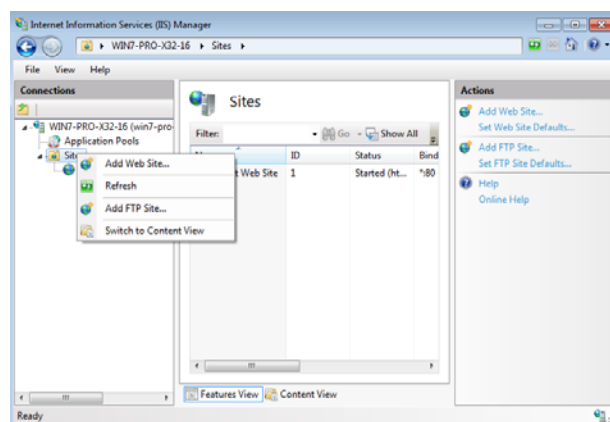 Internet Information Services (IIS) Manager
WIN7-PRO-X32-16 Sites
File View Help
Connections
WIN7-PRO-X32-16 (win7-pro-
Application Pools
Add Web Site...
Refresh
Add FTP Site...
Switch to Content View
Sites
Filter: Go Show All
ID Status Bind
t Web Site 1 Started (ht... *:80
Features View Content View
Actions
Add Web Site...
Set Web Site Defaults...
Add FTP Site...
Set FTP Site Defaults...
Help
Online Help
Ready